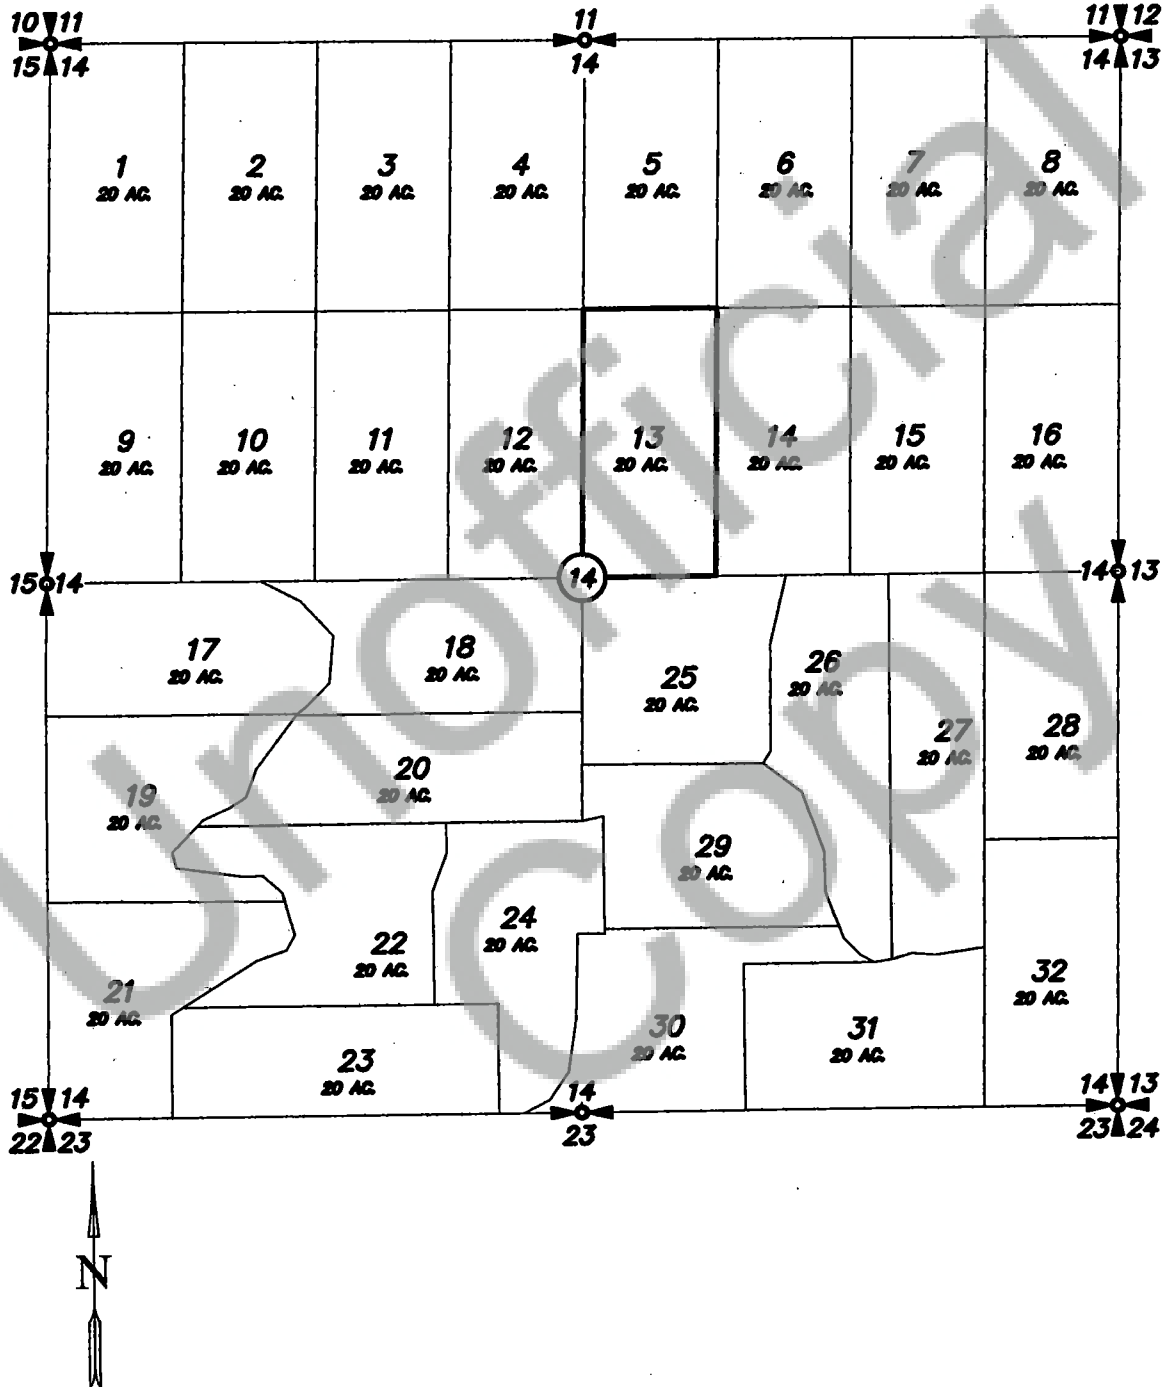 10 11 11 11 12
15 14 14 14 13
1 2 3 4 5 6 7 8
20 AC. 20 AC. 20 AC. 20 AC. 20 AC. 20 AC. 20 AC. 20 AC.
9 10 11 12 13 14 15 16
20 AC. 20 AC. 20 AC. 20 AC. 20 AC. 20 AC. 20 AC. 20 AC.
15 14 14 14 13
17 18 25 26
20 AC. 20 AC. 20 AC. 20 AC.
27 28
20 AC. 20 AC.
19 20
20 AC. 20 AC.
29
20 AC.
22 24
20 AC. 20 AC.
21 30 31 32
20 AC. 20 AC. 20 AC. 20 AC.
23
20 AC.
15 14 14 14 13
22 23 23 23 24
N
Unofficial
Copy